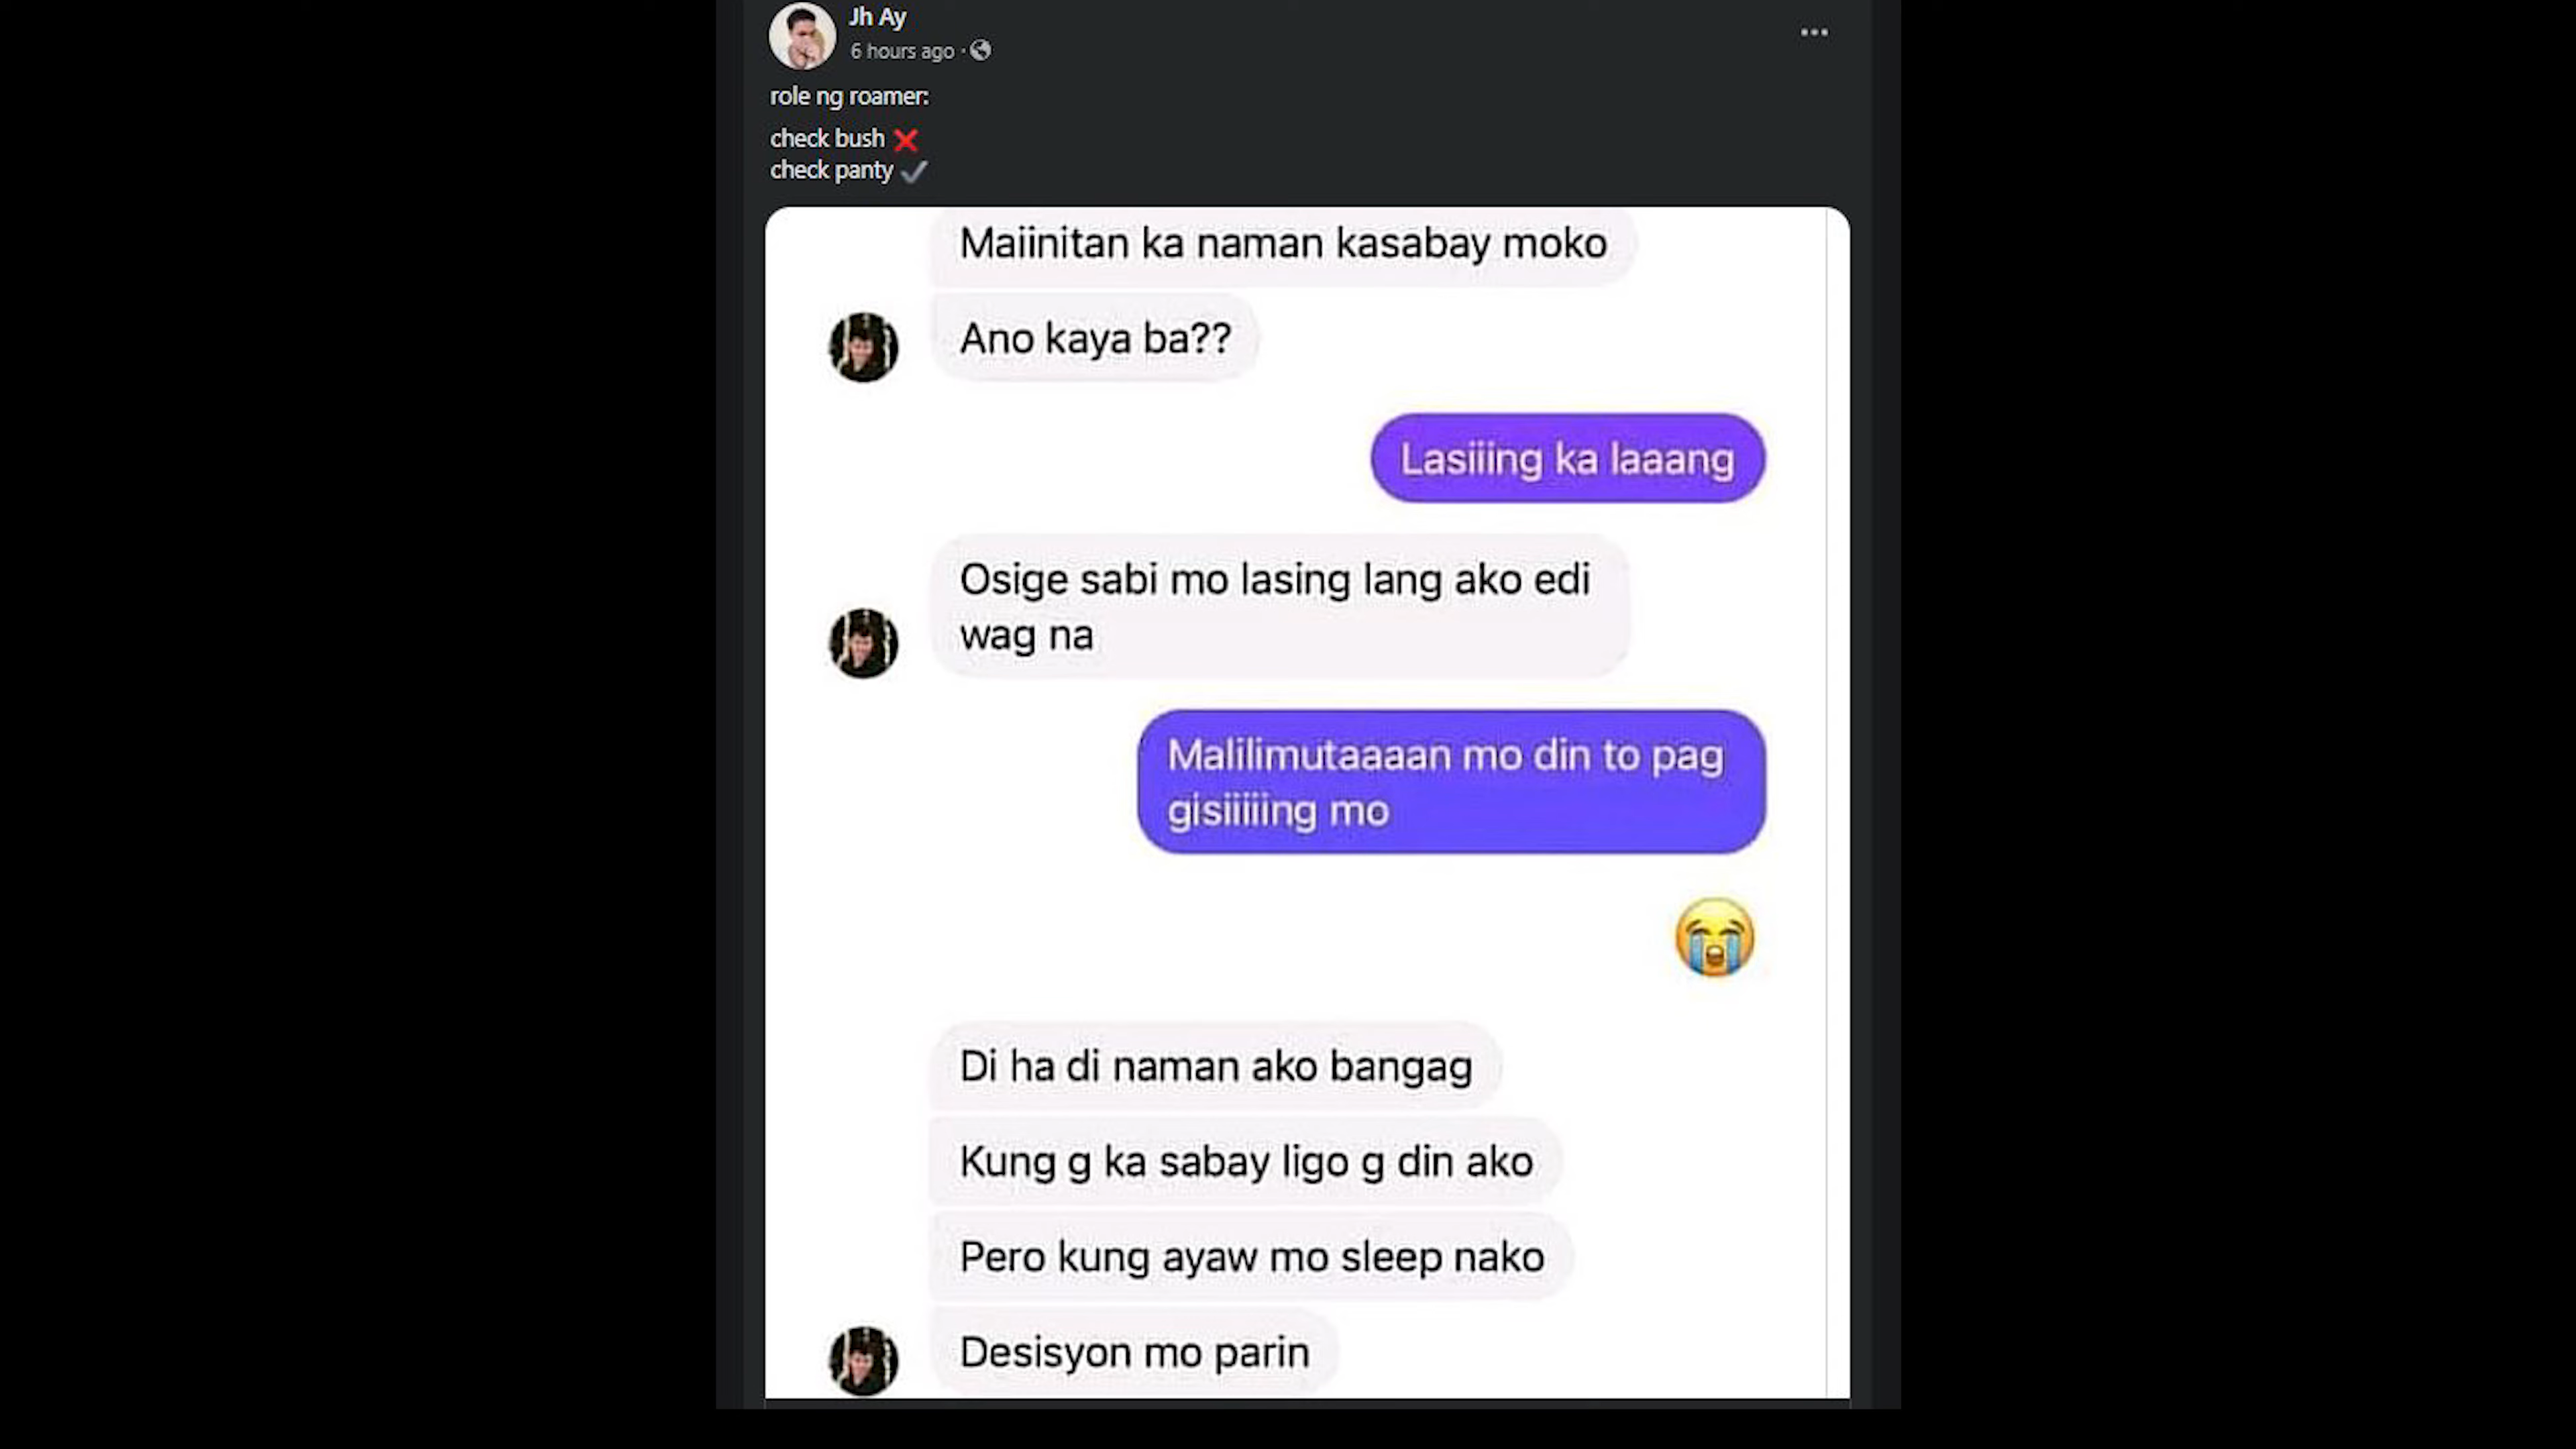 Jh Ay
6 hours ago ·
role ng roamer:
check bush ❌
check panty ✔
Maiinitan ka naman kasabay moko
Ano kaya ba??
Lasiiing ka laaang
Osige sabi mo lasing lang ako edi
wag na
Malilimutaaaan mo din to pag
gisiiiiing mo
😭
Di ha di naman ako bangag
Kung g ka sabay ligo g din ako
Pero kung ayaw mo sleep nako
Desisyon mo parin